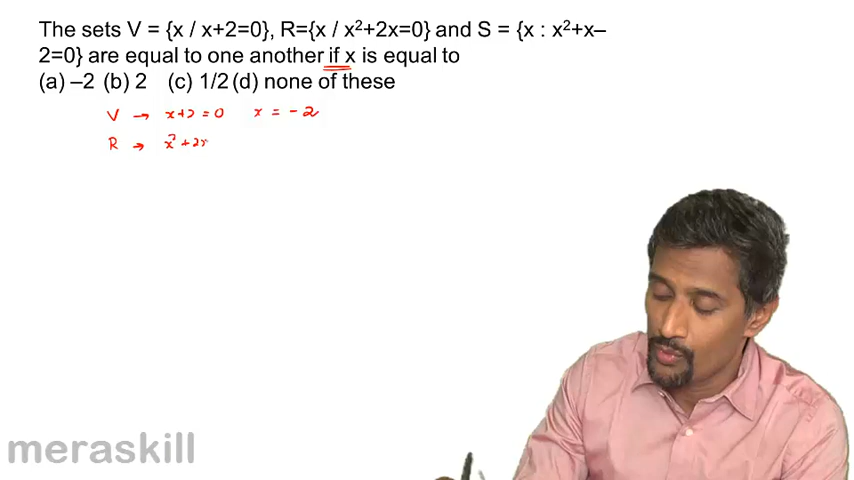 The sets V = {x / x+2=0}, R={x / x²+2x=0} and S = {x : x²+x–
2=0} are equal to one another if x is equal to
(a) –2 (b) 2 (c) 1/2 (d) none of these
V → x+2 = 0 x = -2
R → x² + 2x
meraskill